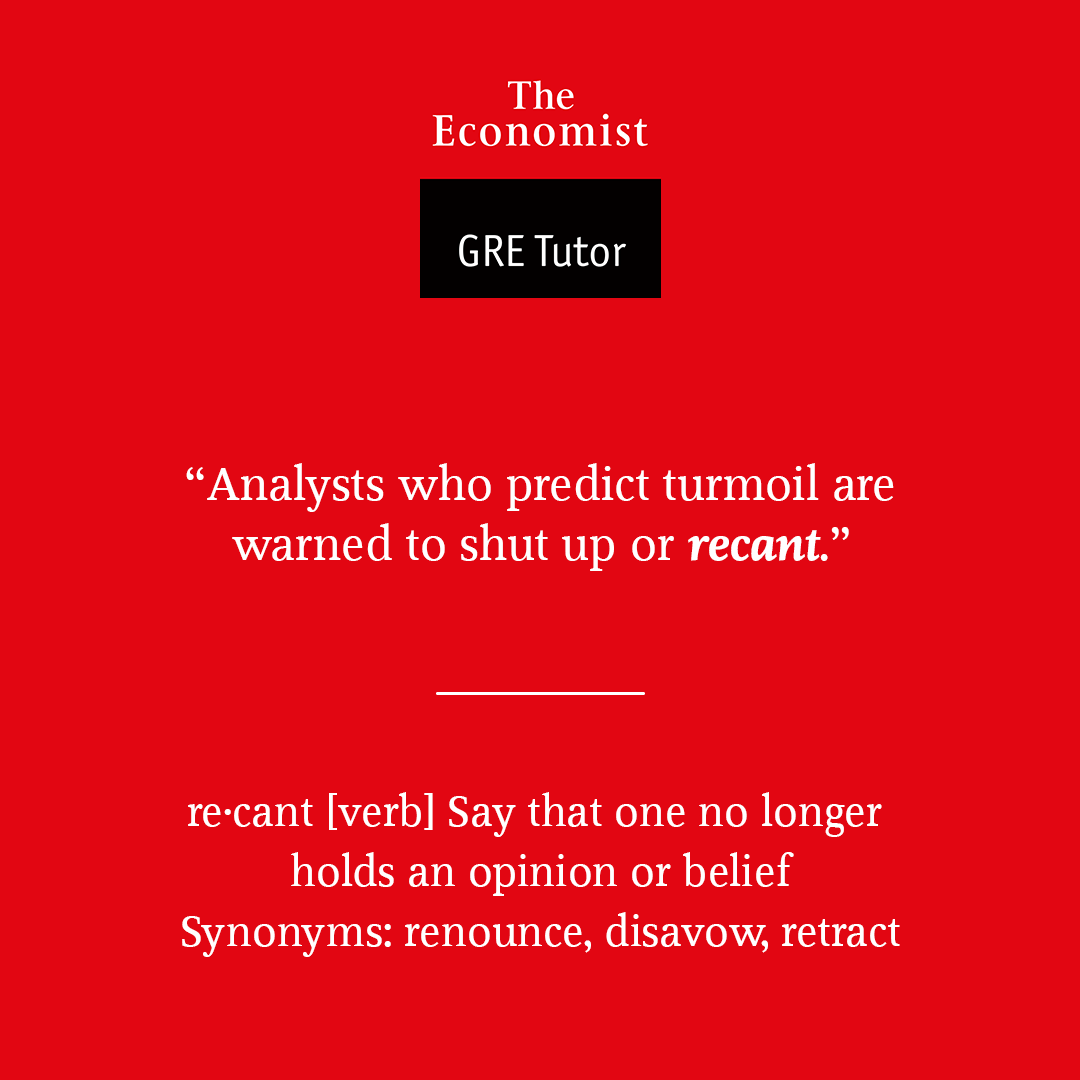 The
Economist
GRE Tutor
“Analysts who predict turmoil are
warned to shut up or recant.”
re·cant [verb] Say that one no longer
holds an opinion or belief
Synonyms: renounce, disavow, retract